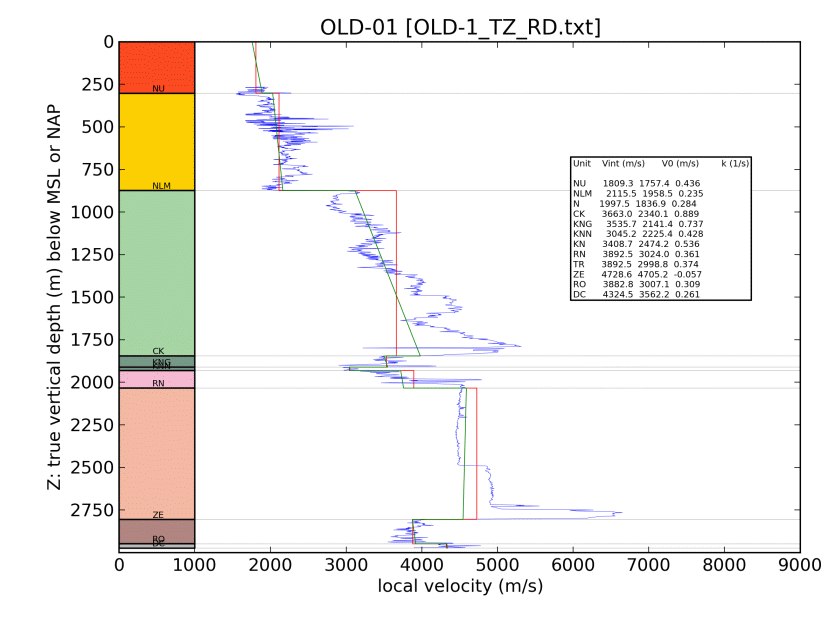 OLD-01 [OLD-1_TZ_RD.txt]
Z: true vertical depth (m) below MSL or NAP
0
250
500
750
1000
1250
1500
1750
2000
2250
2500
2750
NU
NLM
CK
KNG
RN
ZE
RO
DC
Unit Vint (m/s) V0 (m/s) k (1/s)
NU 1809.3 1757.4 0.436
NLM 2115.5 1958.5 0.235
N 1997.5 1836.9 0.284
CK 3663.0 2340.1 0.889
KNG 3535.7 2141.4 0.737
KNN 3045.2 2225.4 0.428
KN 3408.7 2474.2 0.536
RN 3892.5 3024.0 0.361
TR 3892.5 2998.8 0.374
ZE 4728.6 4705.2 -0.057
RO 3882.8 3007.1 0.309
DC 4324.5 3562.2 0.261
0 1000 2000 3000 4000 5000 6000 7000 8000 9000
local velocity (m/s)